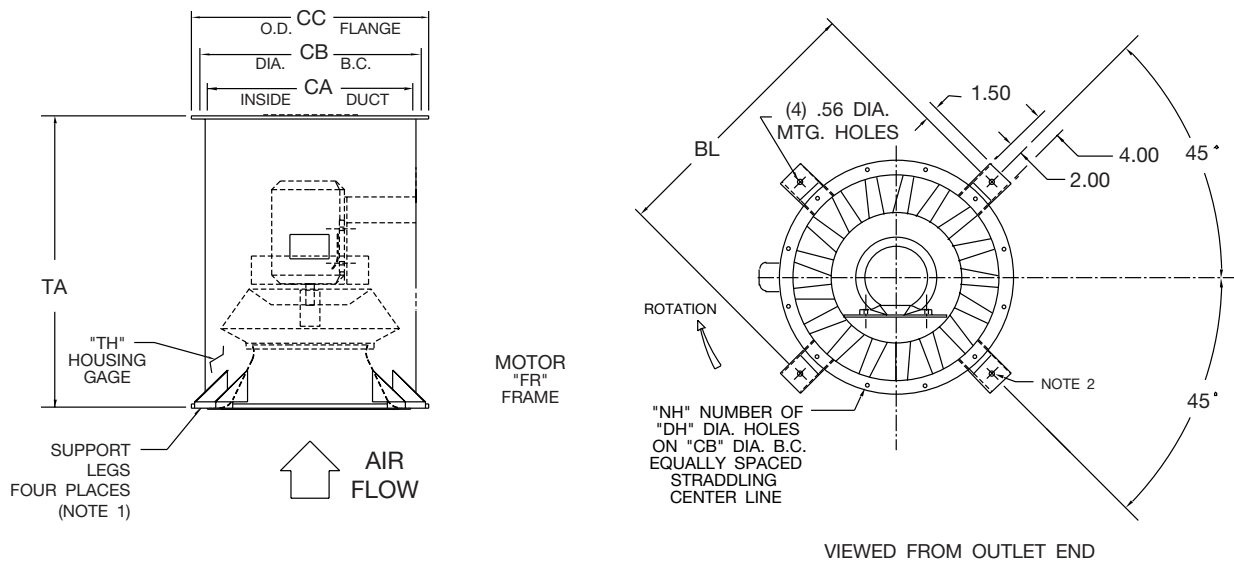 CC
O.D. FLANGE
CB
DIA. B.C.
CA
INSIDE DUCT
TA
"TH"
HOUSING
GAGE
SUPPORT
LEGS
FOUR PLACES
(NOTE 1)
AIR
FLOW
MOTOR
"FR"
FRAME
BL
(4) .56 DIA.
MTG. HOLES
1.50
4.00
2.00
45°
ROTATION
NOTE 2
45°
"NH" NUMBER OF
"DH" DIA. HOLES
ON "CB" DIA. B.C.
EQUALLY SPACED
STRADDLING
CENTER LINE
VIEWED FROM OUTLET END